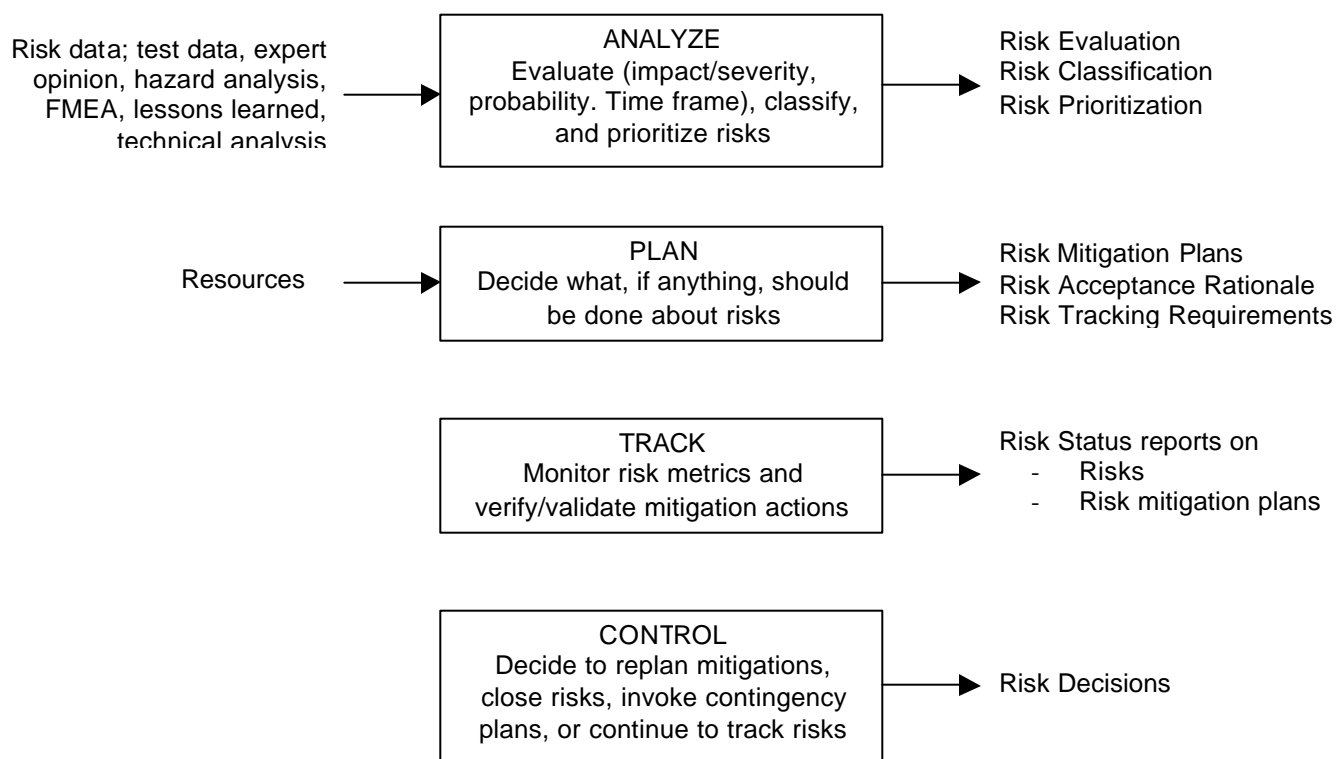 Risk data; test data, expert
opinion, hazard analysis,
FMEA, lessons learned,
technical analysis
ANALYZE
Evaluate (impact/severity,
probability. Time frame), classify,
and prioritize risks
Risk Evaluation
Risk Classification
Risk Prioritization
Resources
PLAN
Decide what, if anything, should
be done about risks
Risk Mitigation Plans
Risk Acceptance Rationale
Risk Tracking Requirements
TRACK
Monitor risk metrics and
verify/validate mitigation actions
Risk Status reports on
- Risks
- Risk mitigation plans
CONTROL
Decide to replan mitigations,
close risks, invoke contingency
plans, or continue to track risks
Risk Decisions